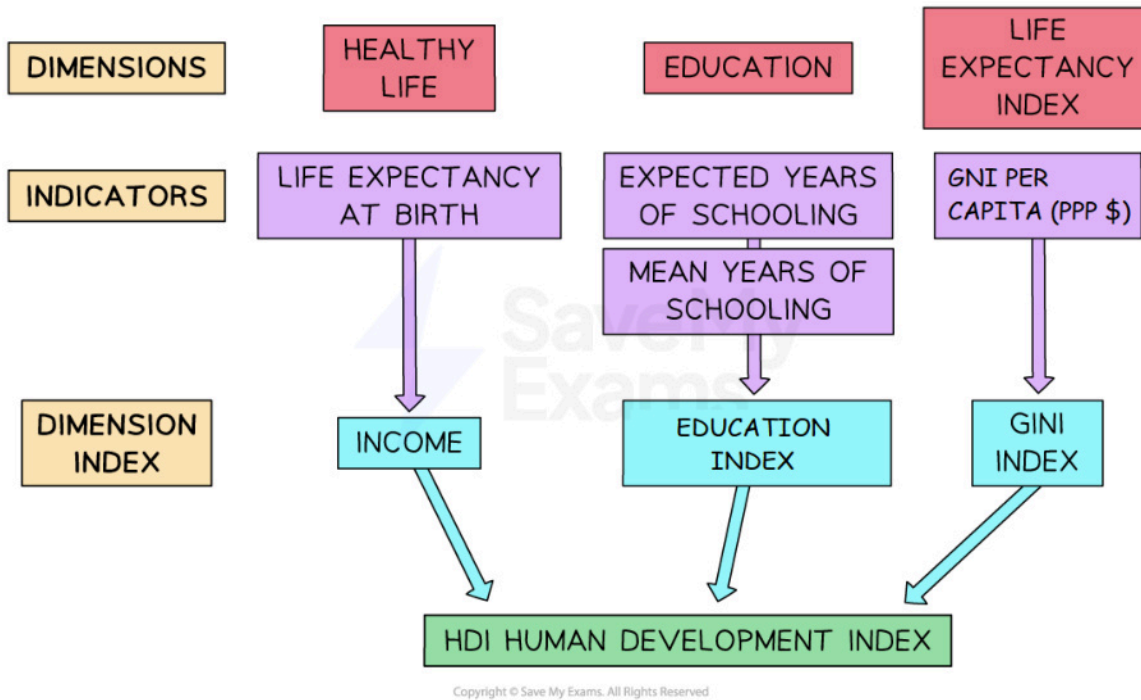 DIMENSIONS
HEALTHY
LIFE
EDUCATION
LIFE
EXPECTANCY
INDEX
INDICATORS
LIFE EXPECTANCY
AT BIRTH
EXPECTED YEARS
OF SCHOOLING
MEAN YEARS OF
SCHOOLING
GNI PER
CAPITA (PPP $)
SaveMy
Exams
DIMENSION
INDEX
INCOME
EDUCATION
INDEX
GINI
INDEX
HDI HUMAN DEVELOPMENT INDEX
Copyright © Save My Exams. All Rights Reserved